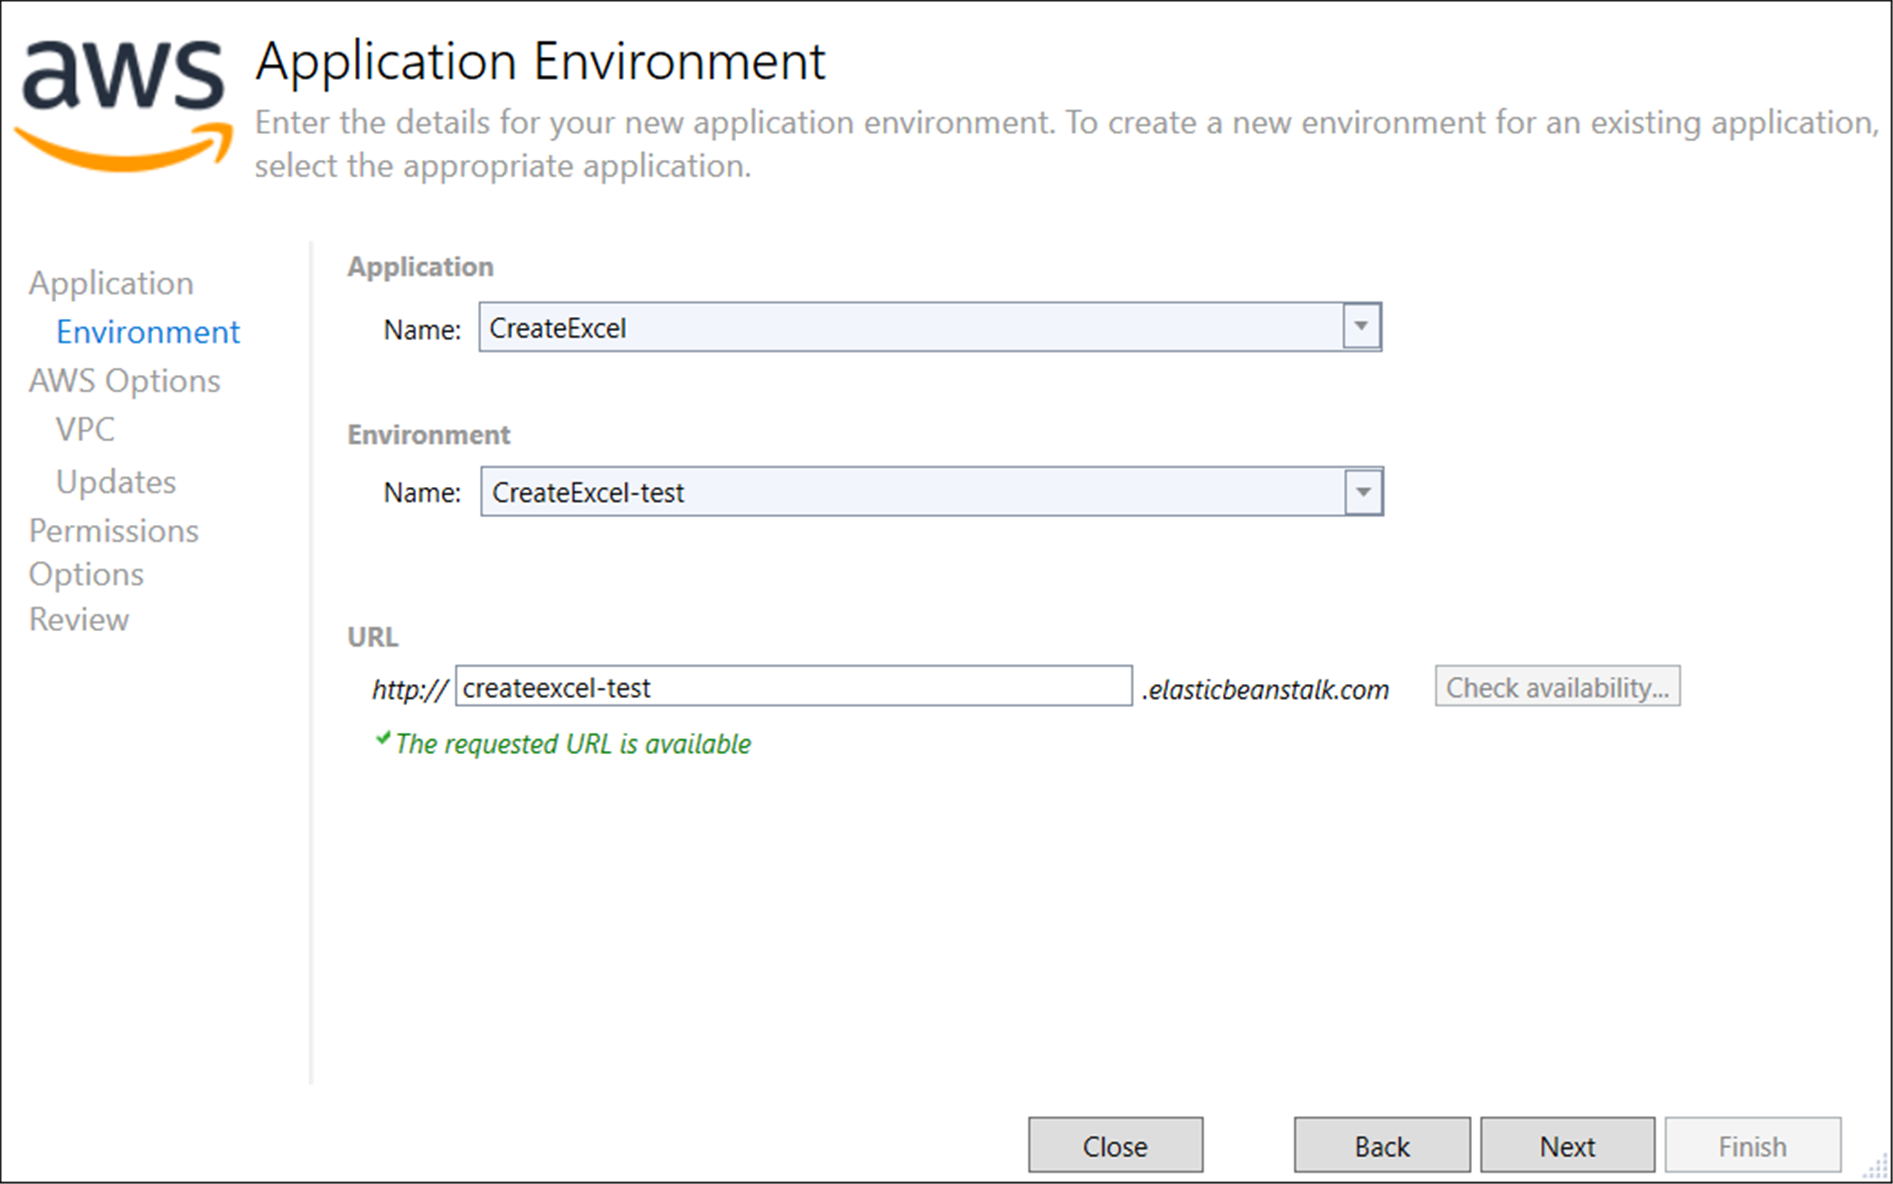 aws
Application Environment
Enter the details for your new application environment. To create a new environment for an existing application,
select the appropriate application.
Application
Environment
AWS Options
VPC
Updates
Permissions
Options
Review
Application
Name: CreateExcel
Environment
Name: CreateExcel-test
URL
http:// createexcel-test .elasticbeanstalk.com Check availability...
The requested URL is available
Close Back Next Finish